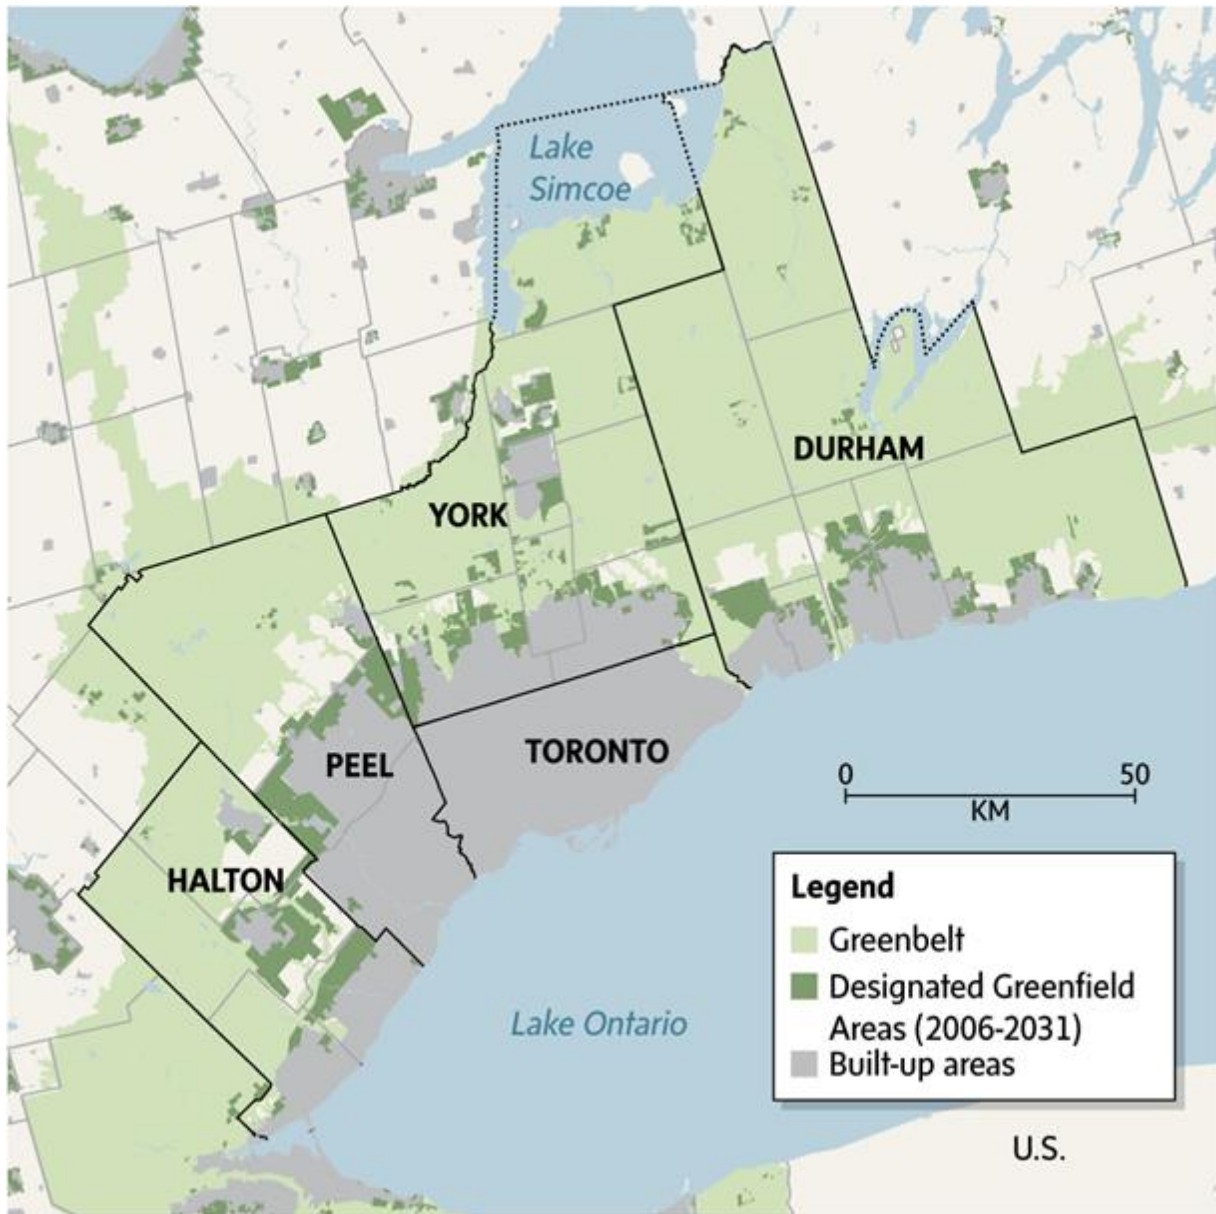 Lake
Simcoe
DURHAM
YORK
TORONTO
PEEL
0 50
KM
HALTON
Legend
Greenbelt
Designated Greenfield
Areas (2006-2031)
Built-up areas
Lake Ontario
U.S.